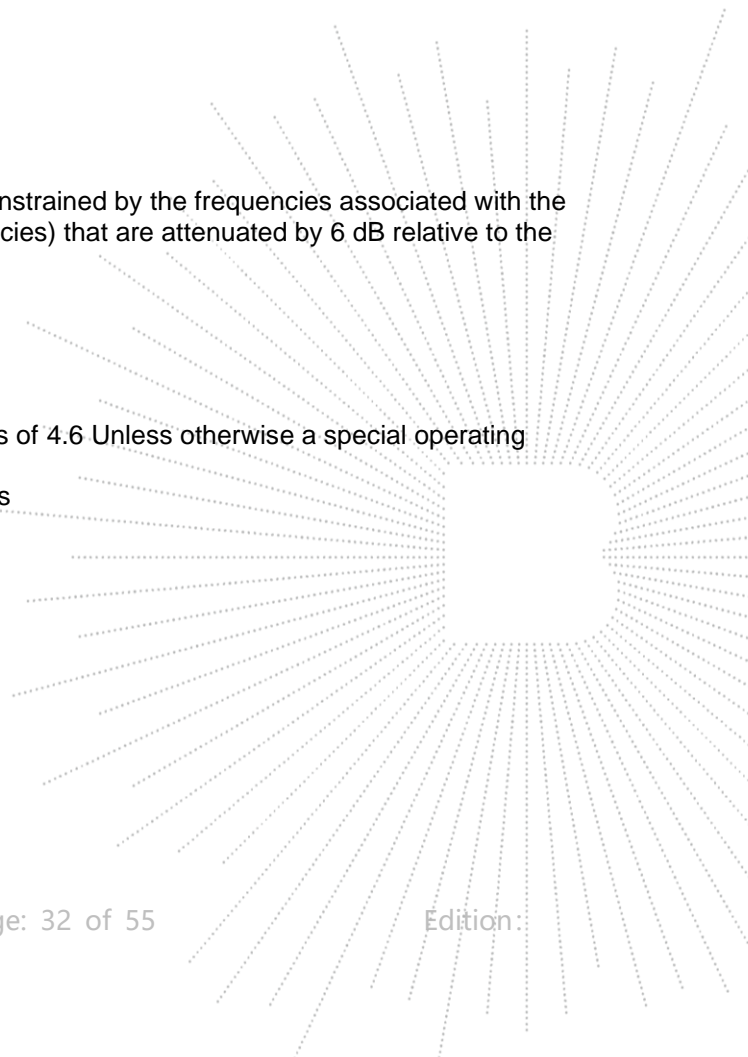 nstrained by the frequencies associated with the
cies) that are attenuated by 6 dB relative to the
s of 4.6 Unless otherwise a special operating
s
ge: 32 of 55 Edition: